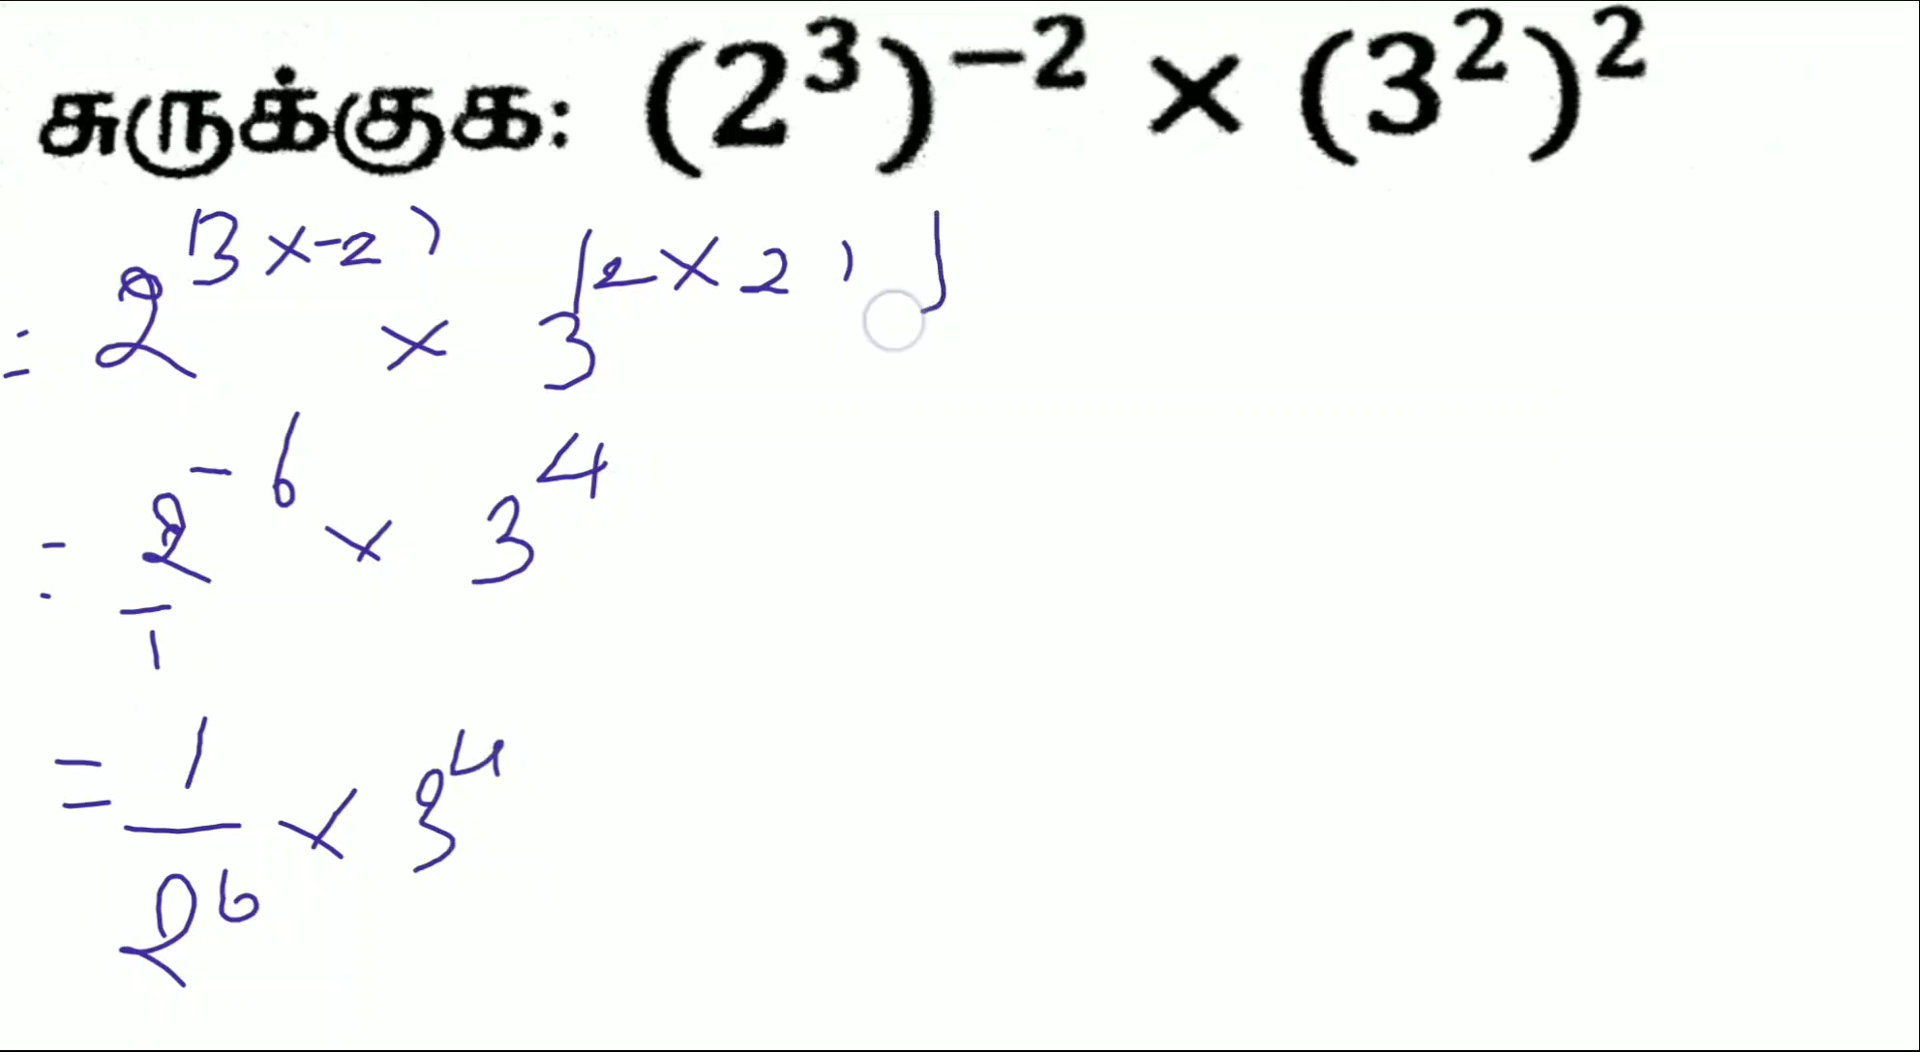 சுருக்குக: (2³)⁻² × (3²)²
= 2^(3×-2) × 3^(2×2)
= 2⁻⁶/1 × 3⁴
= 1/2⁶ × 3⁴